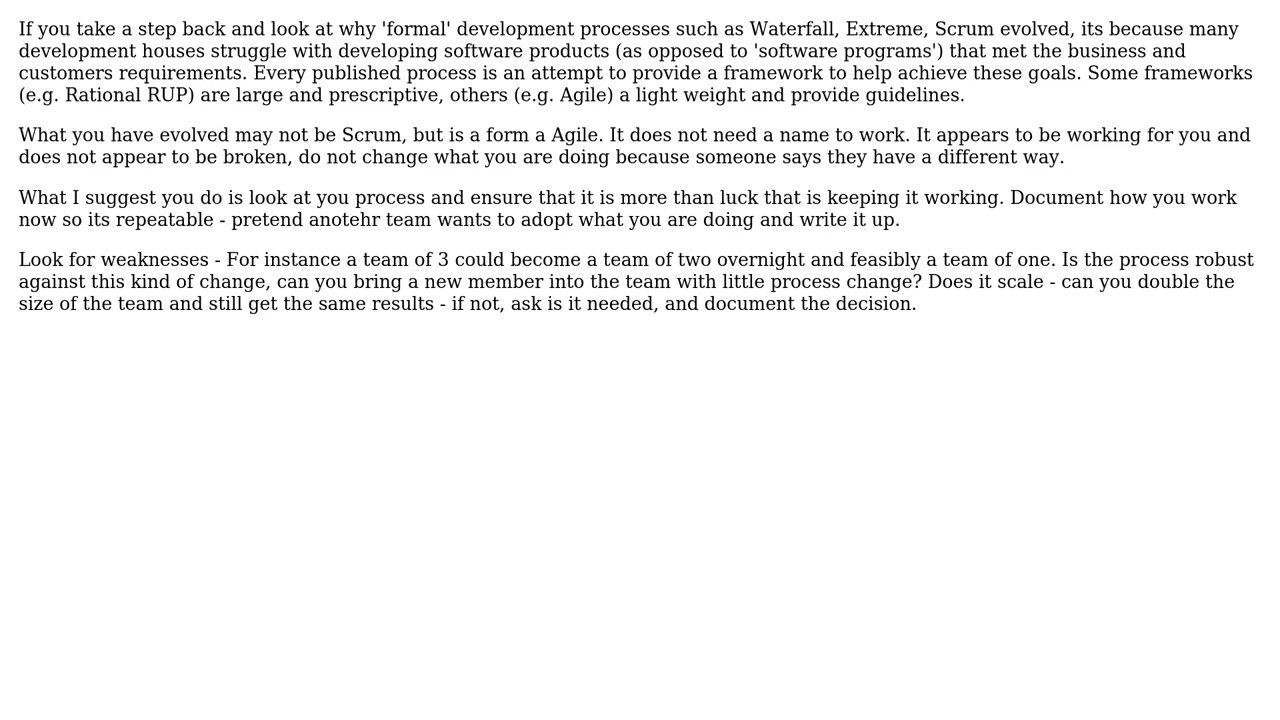 If you take a step back and look at why 'formal' development processes such as Waterfall, Extreme, Scrum evolved, its because many
development houses struggle with developing software products (as opposed to 'software programs') that met the business and
customers requirements. Every published process is an attempt to provide a framework to help achieve these goals. Some frameworks
(e.g. Rational RUP) are large and prescriptive, others (e.g. Agile) a light weight and provide guidelines.
What you have evolved may not be Scrum, but is a form a Agile. It does not need a name to work. It appears to be working for you and
does not appear to be broken, do not change what you are doing because someone says they have a different way.
What I suggest you do is look at you process and ensure that it is more than luck that is keeping it working. Document how you work
now so its repeatable - pretend anotehr team wants to adopt what you are doing and write it up.
Look for weaknesses - For instance a team of 3 could become a team of two overnight and feasibly a team of one. Is the process robust
against this kind of change, can you bring a new member into the team with little process change? Does it scale - can you double the
size of the team and still get the same results - if not, ask is it needed, and document the decision.